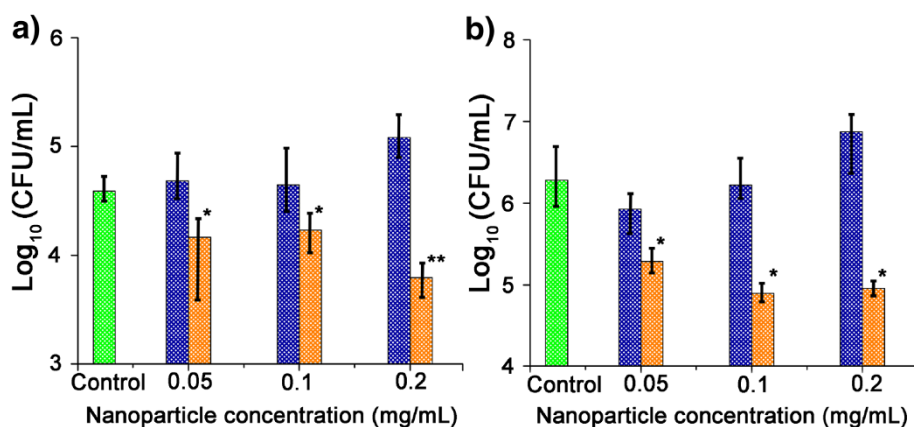 a)
6
5
4
3
Log10 (CFU/mL)
*
*
**
Control
0.05
0.1
0.2
Nanoparticle concentration (mg/mL)
b)
8
7
6
5
4
Log10 (CFU/mL)
*
*
*
Control
0.05
0.1
0.2
Nanoparticle concentration (mg/mL)